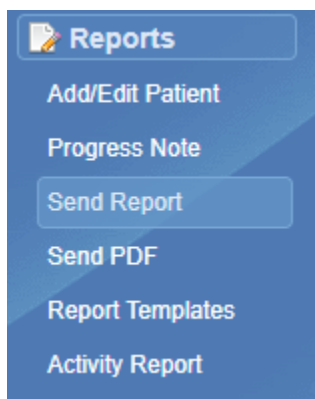 Reports
Add/Edit Patient
Progress Note
Send Report
Send PDF
Report Templates
Activity Report